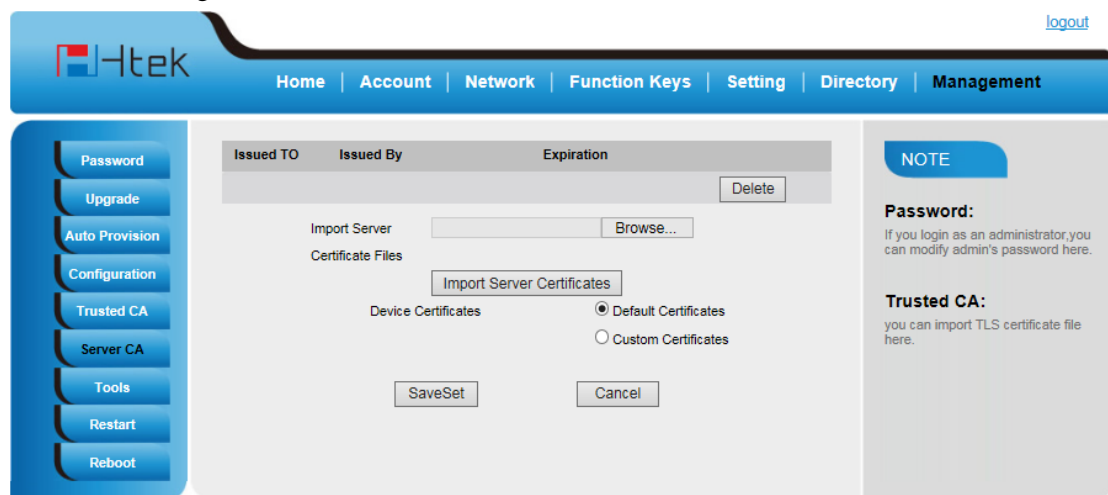 logout
Htek
Home | Account | Network | Function Keys | Setting | Directory | Management
Password
Upgrade
Auto Provision
Configuration
Trusted CA
Server CA
Tools
Restart
Reboot
Issued TO Issued By Expiration
Delete
Import Server Browse...
Certificate Files
Import Server Certificates
Device Certificates Default Certificates
Custom Certificates
SaveSet Cancel
NOTE
Password:
If you login as an administrator,you
can modify admin's password here.
Trusted CA:
you can import TLS certificate file
here.